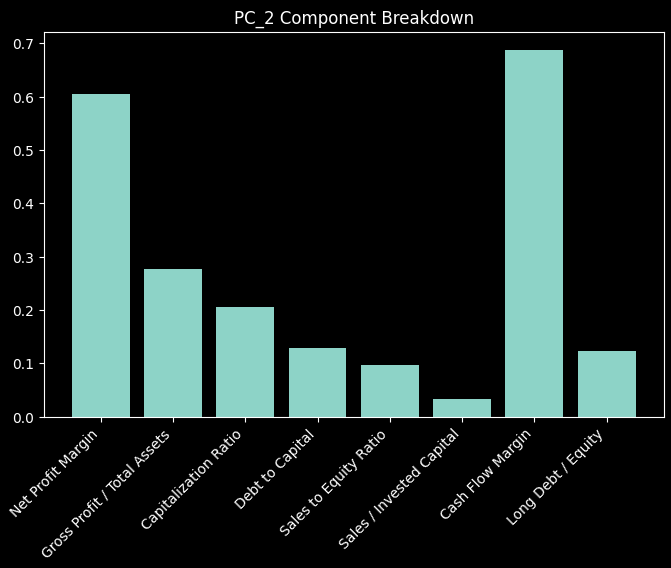 PC_2 Component Breakdown
0.7
0.6
0.5
0.4
0.3
0.2
0.1
0.0
Net Profit Margin
Gross Profit / Total Assets
Capitalization Ratio
Debt to Capital
Sales to Equity Ratio
Sales / Invested Capital
Cash Flow Margin
Long Debt / Equity